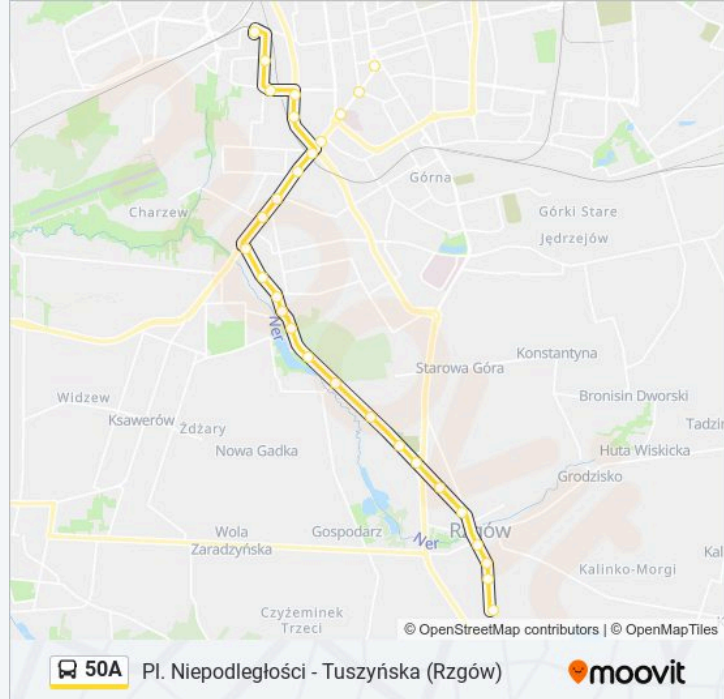 Górna
Charzew
Górki Stare
Jędrzejów
Ner
Konstantyna
Starowa Góra
Widzew
Bronisin Dworski
Ksawerów
Żdżary
Tadzin
Nowa Gadka
Huta Wiskicka
Grodzisko
Wola
Zaradzyńska
Gospodarz
Rzgów
Ner
Kalinko-Morgi
Kal
Czyżeminek
Trzeci
© OpenStreetMap contributors | © OpenMapTiles
50A Pl. Niepodległości - Tuszyńska (Rzgów) moovit